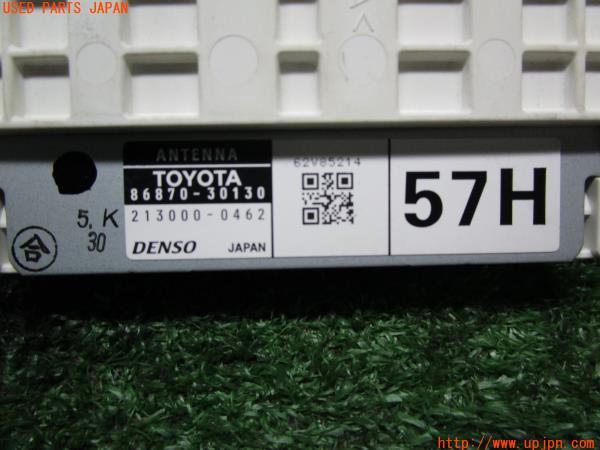 USED PARTS JAPAN
ANTENNA
TOYOTA
86870-30130
213000-0462
DENSO JAPAN
62V85214
57H
5. K
30
合
http://www.upjpn.com/